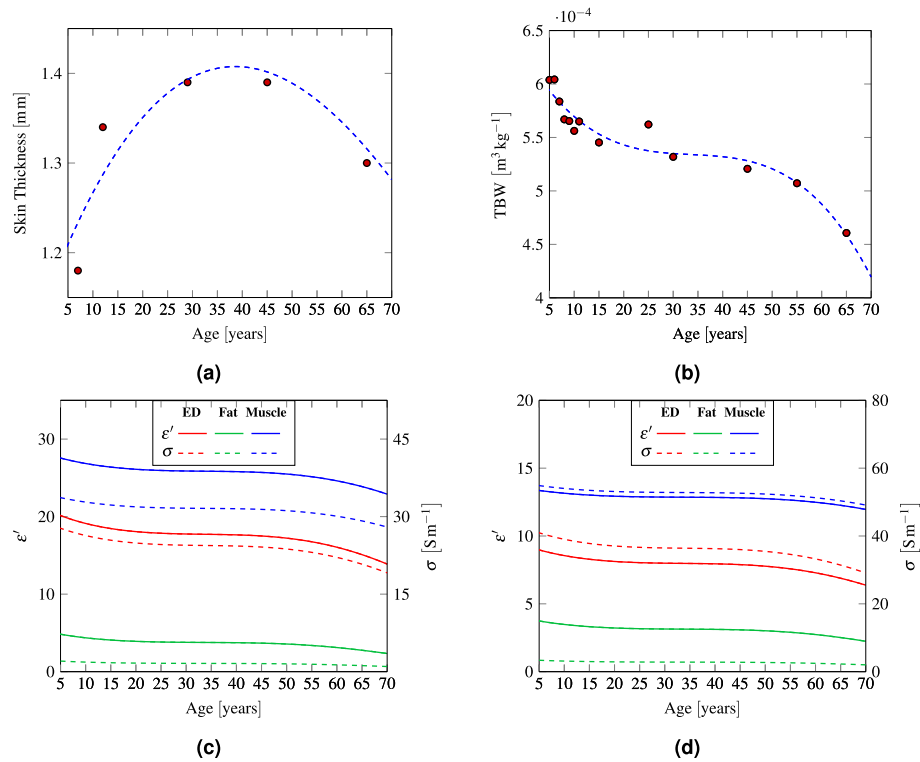 1.4
1.3
1.2
Skin Thickness [mm]
5 10 15 20 25 30 35 40 45 50 55 60 65 70
Age [years]
(a)
·10−4
6.5
6
5.5
5
4.5
4
TBW [m³ kg⁻¹]
5 10 15 20 25 30 35 40 45 50 55 60 65 70
Age [years]
(b)
ED Fat Muscle
ε′
σ
30
20
10
0
ε′
45
30
15
σ [S m⁻¹]
5 10 15 20 25 30 35 40 45 50 55 60 65 70
Age [years]
(c)
ED Fat Muscle
ε′
σ
20
15
10
5
0
ε′
80
60
40
20
0
σ [S m⁻¹]
5 10 15 20 25 30 35 40 45 50 55 60 65 70
Age [years]
(d)